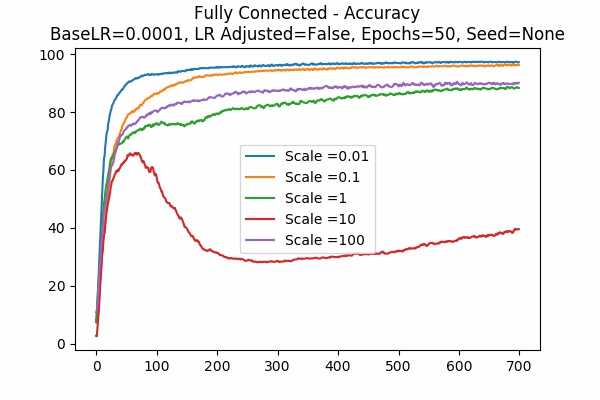 Fully Connected - Accuracy
BaseLR=0.0001, LR Adjusted=False, Epochs=50, Seed=None
100
80
60
40
20
0
Scale =0.01
Scale =0.1
Scale =1
Scale =10
Scale =100
0 100 200 300 400 500 600 700